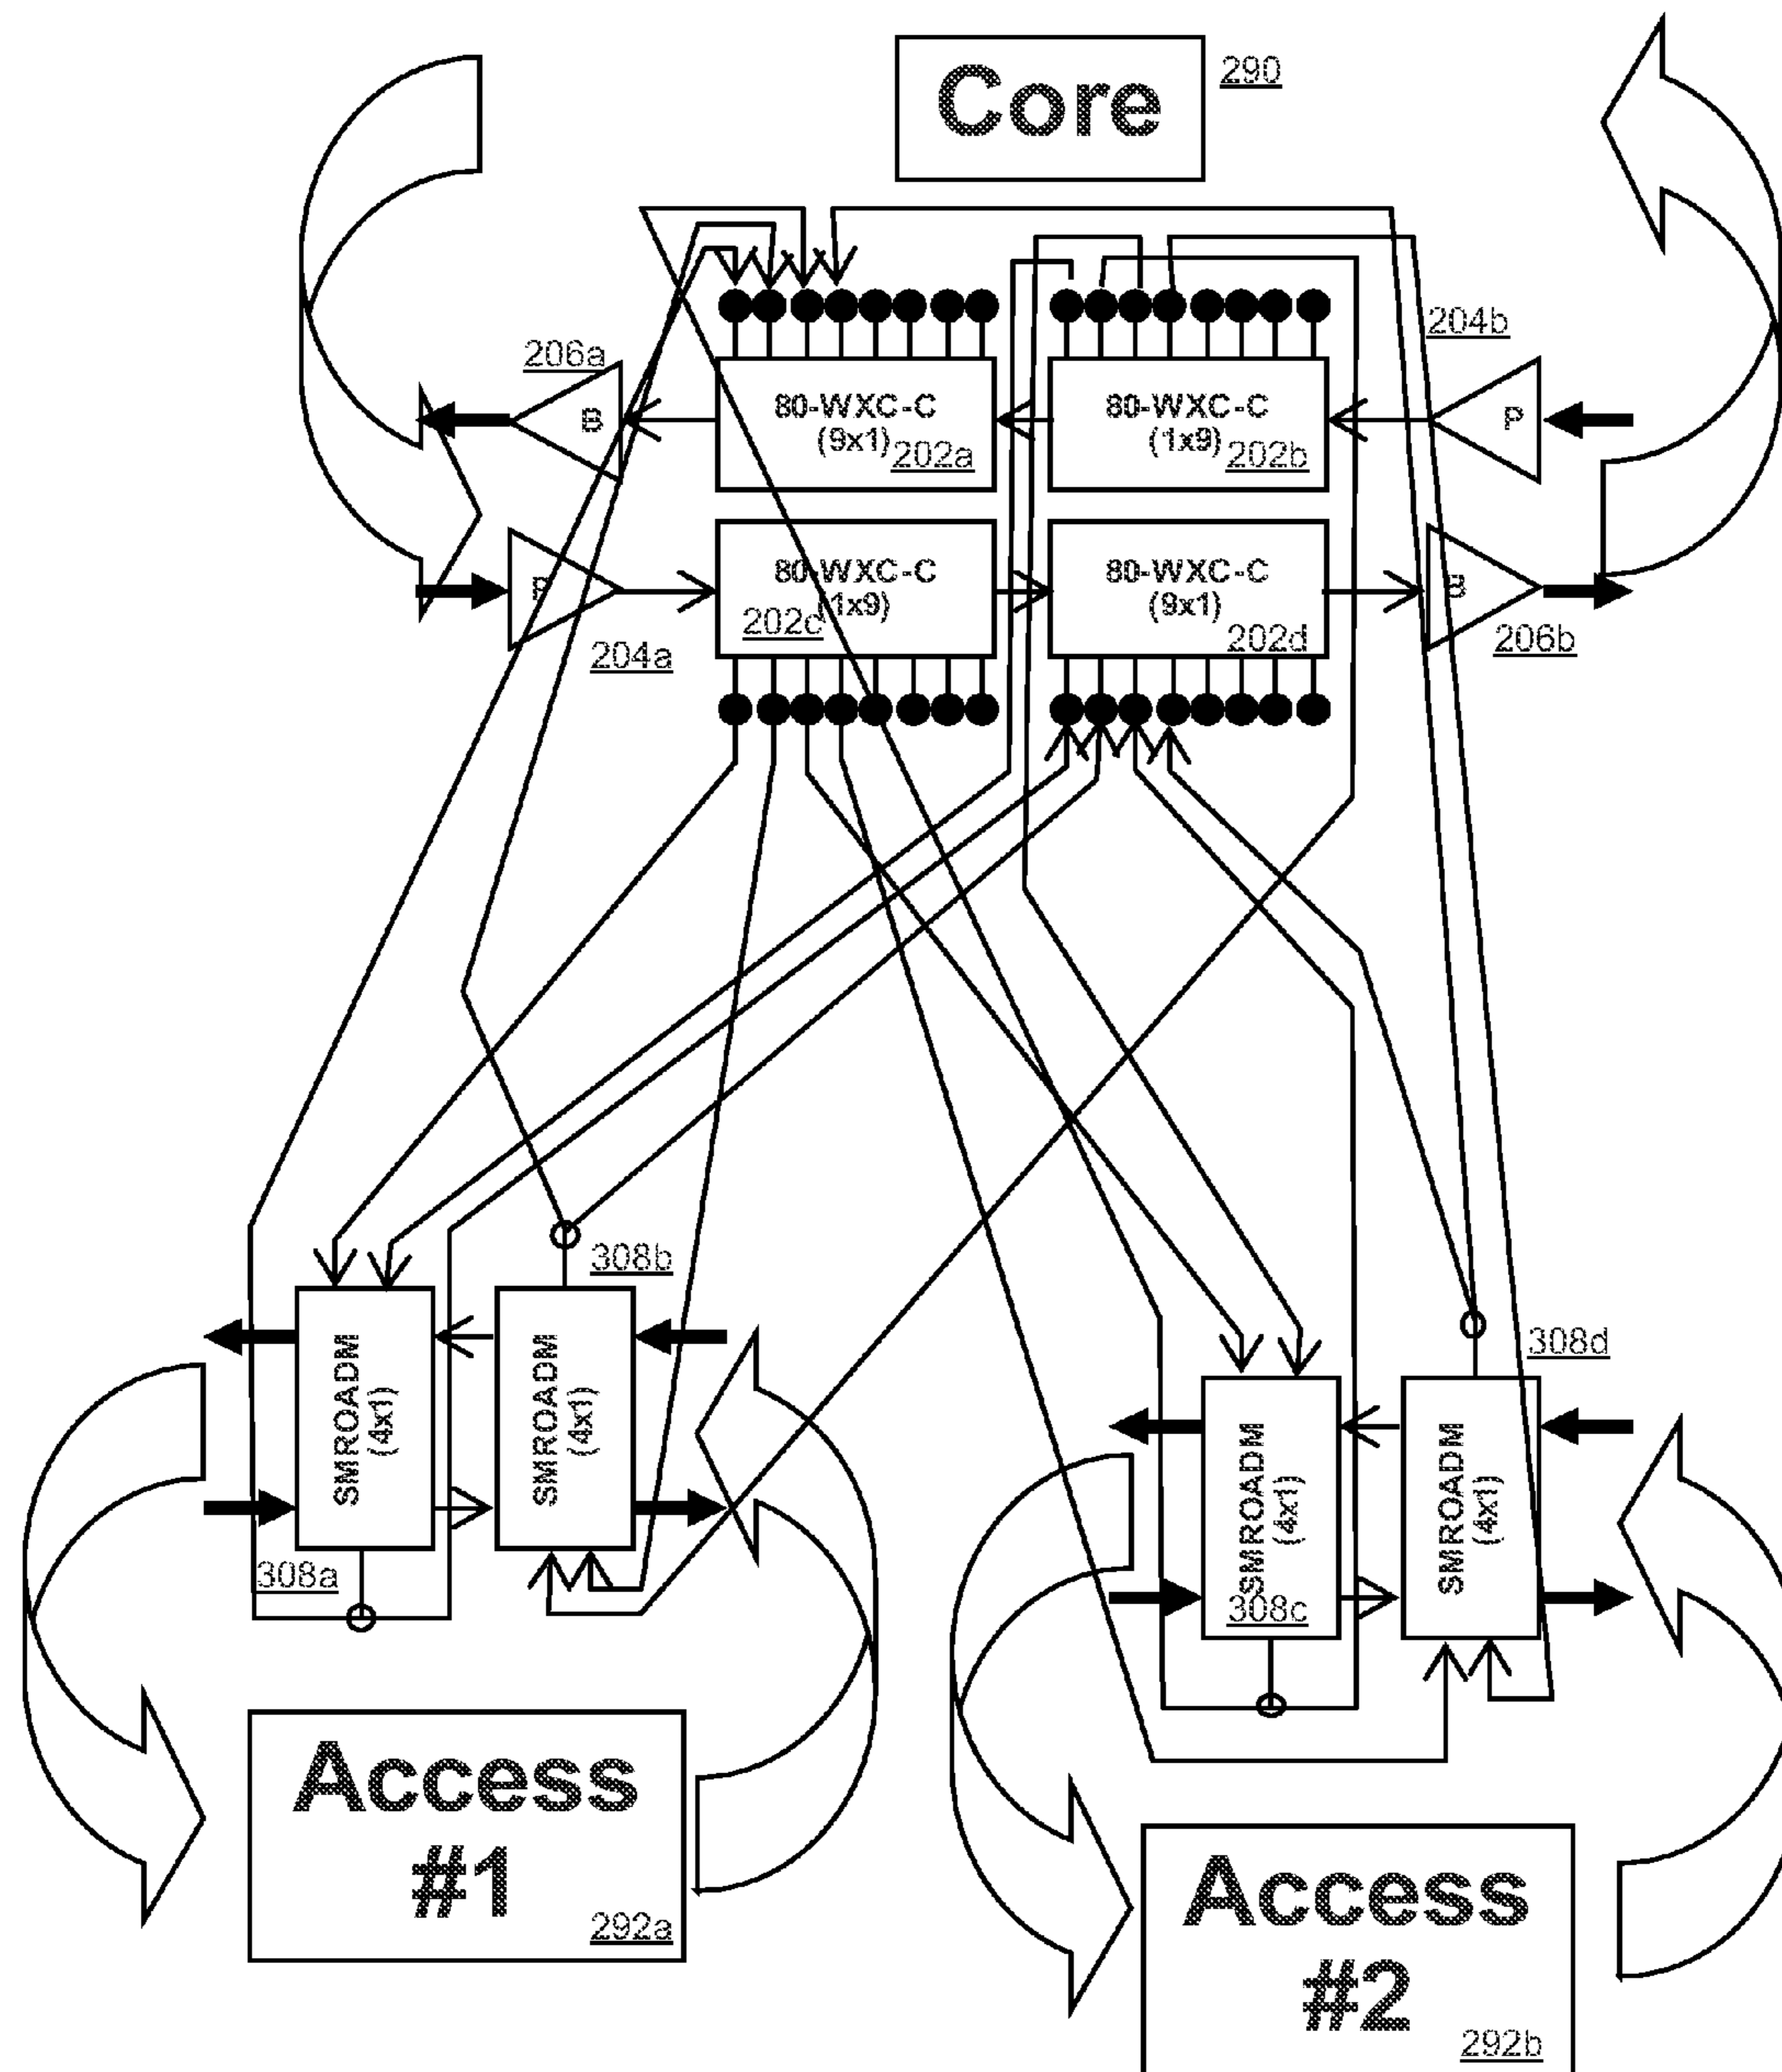 Core
290
206a
204b
B
80-WXC-C
(9x1)
202a
80-WXC-C
(1x9)
202b
P
P
80-WXC-C
(1x9)
202c
80-WXC-C
(9x1)
202d
B
204a
206b
308b
308d
SMROADM
(4x1)
SMROADM
(4x1)
308a
SMROADM
(4x1)
308c
SMROADM
(4x1)
Access
#1
292a
Access
#2
292b